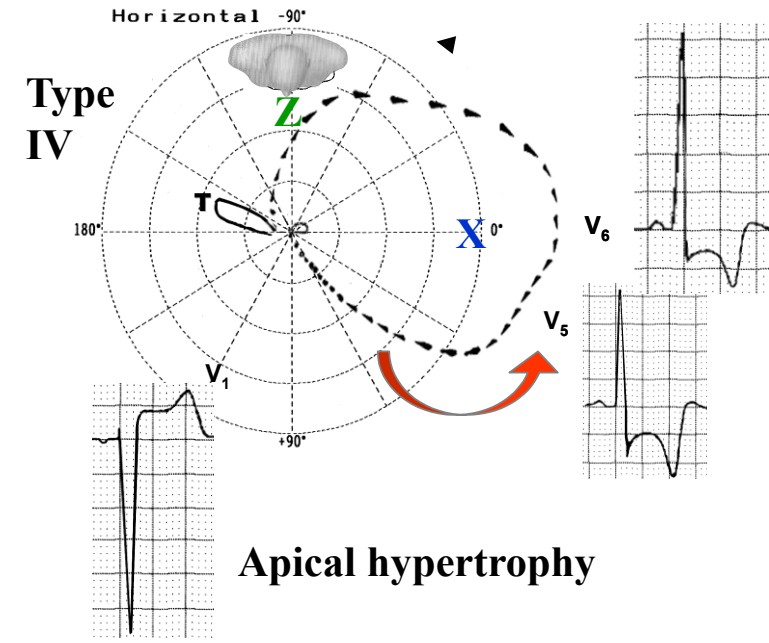 Horizontal -90°
Type
IV
Z
T
180°
X
0°
V6
V5
V1
+90°
Apical hypertrophy